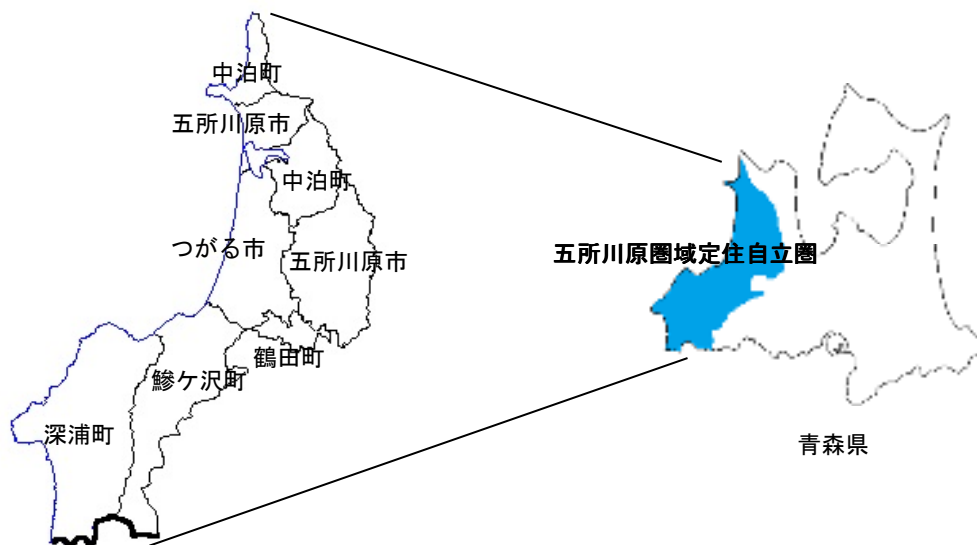 中泊町
五所川原市
中泊町
つがる市
五所川原市
鶴田町
鰺ケ沢町
深浦町
五所川原圏域定住自立圏
青森県